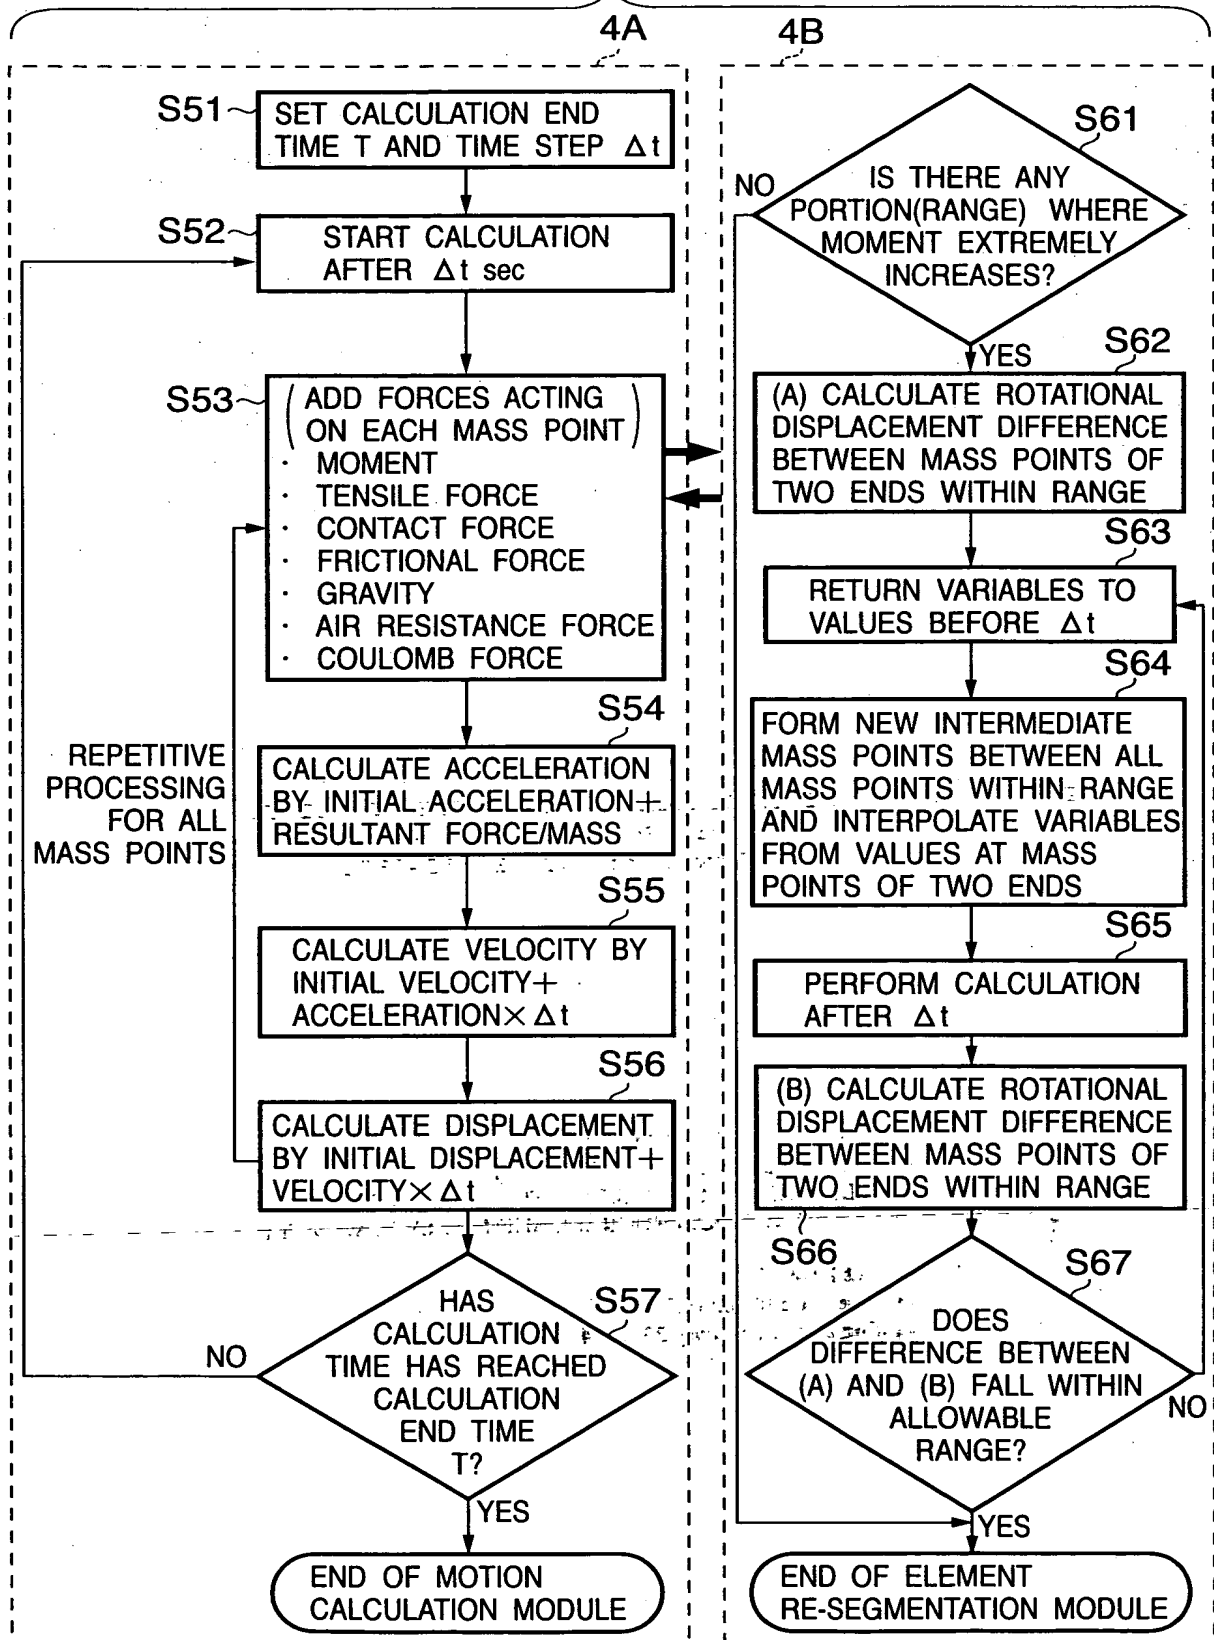 4A
S51
SET CALCULATION END
TIME T AND TIME STEP Δt
S52
START CALCULATION
AFTER Δt sec
S53
(ADD FORCES ACTING
ON EACH MASS POINT)
· MOMENT
· TENSILE FORCE
· CONTACT FORCE
· FRICTIONAL FORCE
· GRAVITY
· AIR RESISTANCE FORCE
· COULOMB FORCE
REPETITIVE
PROCESSING
FOR ALL
MASS POINTS
S54
CALCULATE ACCELERATION
BY INITIAL ACCELERATION+
RESULTANT FORCE/MASS
S55
CALCULATE VELOCITY BY
INITIAL VELOCITY+
ACCELERATION×Δt
S56
CALCULATE DISPLACEMENT
BY INITIAL DISPLACEMENT+
VELOCITY×Δt
S57
HAS
CALCULATION
TIME HAS REACHED
CALCULATION
END TIME
T?
NO
YES
END OF MOTION
CALCULATION MODULE
4B
S61
IS THERE ANY
PORTION(RANGE) WHERE
MOMENT EXTREMELY
INCREASES?
NO
YES
S62
(A) CALCULATE ROTATIONAL
DISPLACEMENT DIFFERENCE
BETWEEN MASS POINTS OF
TWO ENDS WITHIN RANGE
S63
RETURN VARIABLES TO
VALUES BEFORE Δt
S64
FORM NEW INTERMEDIATE
MASS POINTS BETWEEN ALL
MASS POINTS WITHIN RANGE
AND INTERPOLATE VARIABLES
FROM VALUES AT MASS
POINTS OF TWO ENDS
S65
PERFORM CALCULATION
AFTER Δt
(B) CALCULATE ROTATIONAL
DISPLACEMENT DIFFERENCE
BETWEEN MASS POINTS OF
TWO ENDS WITHIN RANGE
S66
S67
DOES
DIFFERENCE BETWEEN
(A) AND (B) FALL WITHIN
ALLOWABLE
RANGE?
NO
YES
END OF ELEMENT
RE-SEGMENTATION MODULE